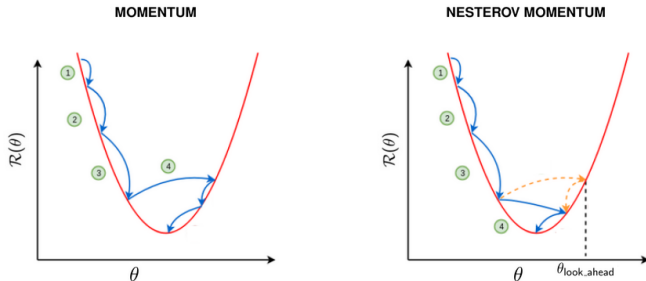 MOMENTUM
1
2
3
4
R(θ)
θ
NESTEROV MOMENTUM
1
2
3
4
R(θ)
θ
θlook_ahead